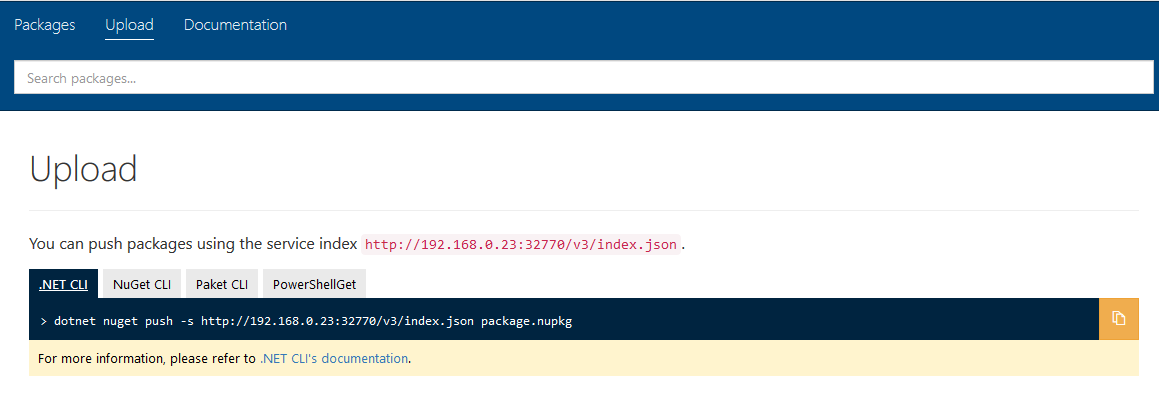 Packages Upload Documentation
Search packages...
Upload
You can push packages using the service index http://192.168.0.23:32770/v3/index.json.
.NET CLI NuGet CLI Paket CLI PowerShellGet
> dotnet nuget push -s http://192.168.0.23:32770/v3/index.json package.nupkg
For more information, please refer to .NET CLI's documentation.